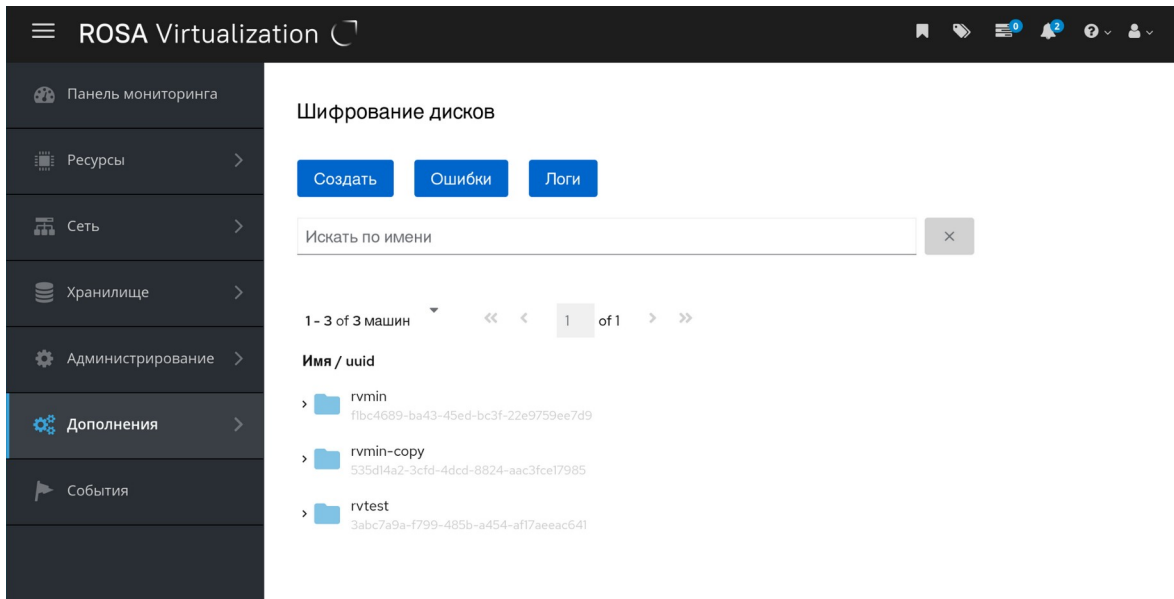 ROSA Virtualization
0
2
Панель мониторинга
Ресурсы
Сеть
Хранилище
Администрирование
Дополнения
События
Шифрование дисков
Создать Ошибки Логи
Искать по имени
1 - 3 of 3 машин 1 of 1
Имя / uuid
rvmin
f1bc4689-ba43-45ed-bc3f-22e9759ee7d9
rvmin-copy
535d14a2-3cfd-4dcd-8824-aac3fce17985
rvtest
3abc7a9a-f799-485b-a454-af17aeeac641